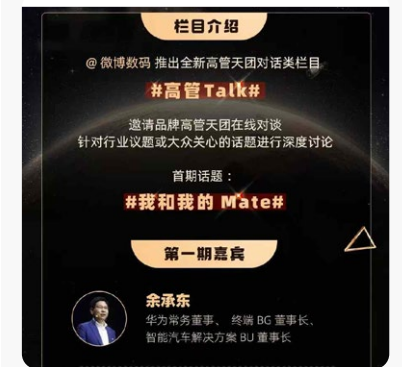 栏目介绍
@微博数码 推出全新高管天团对话类栏目
#高管Talk#
邀请品牌高管天团在线对谈
针对行业议题或大众关心的话题进行深度讨论
首期话题：
#我和我的 Mate#
第一期嘉宾
余承东
华为常务董事、终端 BG 董事长、
智能汽车解决方案 BU 董事长